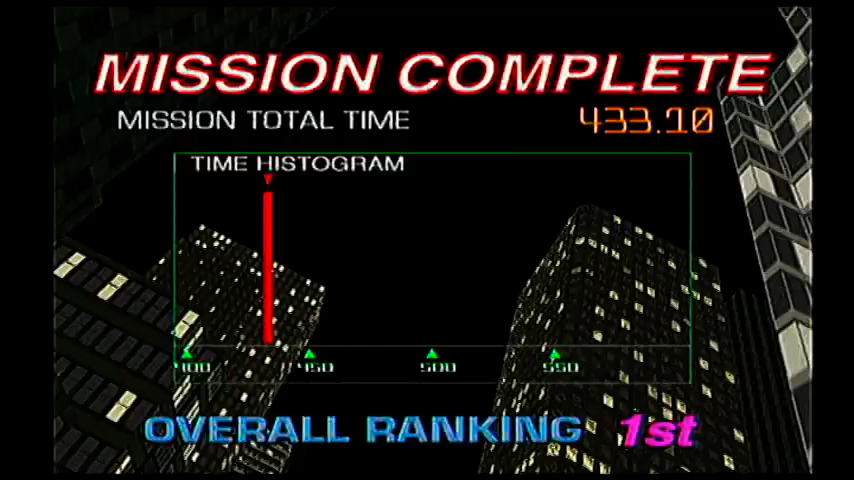 MISSION COMPLETE
MISSION TOTAL TIME 433.10
TIME HISTOGRAM
400 450 500 550
OVERALL RANKING 1st